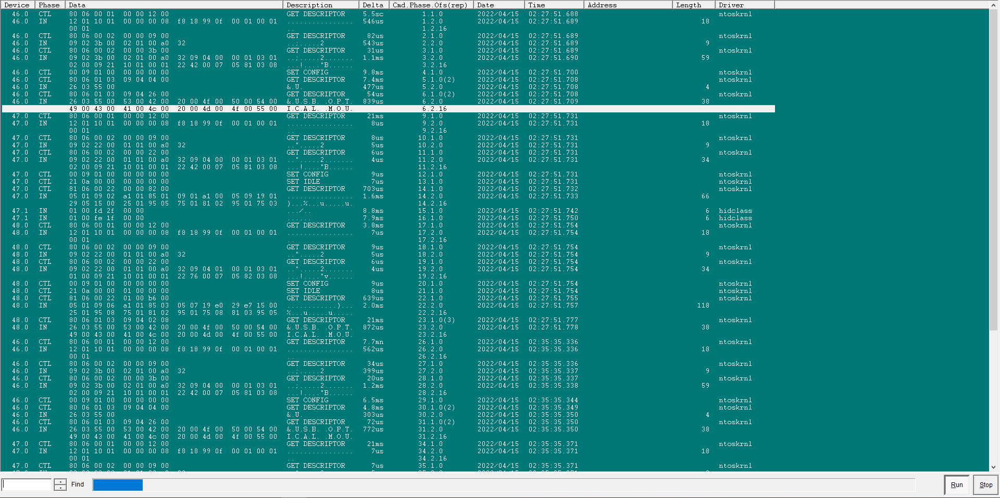 Device Phase Data Description Delta Cmd.Phase.Ofs(rep) Date Time Address Length Driver
46.0 CTL 80 06 00 01 00 00 12 00 GET DESCRIPTOR 5.5sc 1.1.0 2022/04/15 02:27:51.688 ntoskrnl
46.0 IN 12 01 10 01 00 00 00 08 f8 18 99 0f 00 01 00 01 ................ 546us 1.2.0 2022/04/15 02:27:51.689 18
00 01 .. 1.2.16
46.0 CTL 80 06 00 02 00 00 09 00 GET DESCRIPTOR 82us 2.1.0 2022/04/15 02:27:51.689 ntoskrnl
46.0 IN 09 02 3b 00 02 01 00 a0 32 ..;.....2 543us 2.2.0 2022/04/15 02:27:51.689 9
46.0 CTL 80 06 00 02 00 00 3b 00 GET DESCRIPTOR 31us 3.1.0 2022/04/15 02:27:51.689 ntoskrnl
46.0 IN 09 02 3b 00 02 01 00 a0 32 09 04 00 00 01 03 01 ..;.....2....... 1.1ms 3.2.0 2022/04/15 02:27:51.690 59
02 00 09 21 10 01 00 01 22 42 00 07 05 81 03 08 ...!...."B...... 3.2.16
46.0 CTL 00 09 01 00 00 00 00 00 SET CONFIG 9.8ms 4.1.0 2022/04/15 02:27:51.700 ntoskrnl
46.0 CTL 80 06 01 03 09 04 04 00 GET DESCRIPTOR 7.4ms 5.1.0(2) 2022/04/15 02:27:51.708 ntoskrnl
46.0 IN 26 03 55 00 &.U. 477us 5.2.0 2022/04/15 02:27:51.708 4
46.0 CTL 80 06 01 03 09 04 26 00 GET DESCRIPTOR 54us 6.1.0(2) 2022/04/15 02:27:51.708 ntoskrnl
46.0 IN 26 03 55 00 53 00 42 00 20 00 4f 00 50 00 54 00 &.U.S.B. .O.P.T. 839us 6.2.0 2022/04/15 02:27:51.709 38
49 00 43 00 41 00 4c 00 20 00 4d 00 4f 00 55 00 I.C.A.L. .M.O.U. 6.2.16
47.0 CTL 80 06 00 01 00 00 12 00 GET DESCRIPTOR 21ms 9.1.0 2022/04/15 02:27:51.731 ntoskrnl
47.0 IN 12 01 10 01 00 00 00 08 f8 18 99 0f 00 01 00 01 ................ 8us 9.2.0 2022/04/15 02:27:51.731 18
00 01 .. 9.2.16
47.0 CTL 80 06 00 02 00 00 09 00 GET DESCRIPTOR 8us 10.1.0 2022/04/15 02:27:51.731 ntoskrnl
47.0 IN 09 02 22 00 01 01 00 a0 32 ..".....2 5us 10.2.0 2022/04/15 02:27:51.731 9
47.0 CTL 80 06 00 02 00 00 22 00 GET DESCRIPTOR 6us 11.1.0 2022/04/15 02:27:51.731 ntoskrnl
47.0 IN 09 02 22 00 01 01 00 a0 32 09 04 00 00 01 03 01 ..".....2....... 4us 11.2.0 2022/04/15 02:27:51.731 34
02 00 09 21 10 01 00 01 22 42 00 07 05 81 03 08 ...!...."B...... 11.2.16
47.0 CTL 00 09 01 00 00 00 00 00 SET CONFIG 9us 12.1.0 2022/04/15 02:27:51.731 ntoskrnl
47.0 CTL 21 0a 00 00 00 00 00 00 SET IDLE 7us 13.1.0 2022/04/15 02:27:51.731 ntoskrnl
47.0 CTL 81 06 00 22 00 00 82 00 GET DESCRIPTOR 703us 14.1.0 2022/04/15 02:27:51.732 ntoskrnl
47.0 IN 05 01 09 02 a1 01 85 01 09 01 a1 00 05 09 19 01 ................ 1.6ms 14.2.0 2022/04/15 02:27:51.733 66
29 05 15 00 25 01 95 05 75 01 81 02 95 01 75 03 )...%...u.....u. 14.2.16
47.1 IN 01 00 fd 2f 00 00 .../.. 8.8ms 15.1.0 2022/04/15 02:27:51.742 6 hidclass
47.1 IN 01 00 fe 1f 00 00 ...... 7.9ms 16.1.0 2022/04/15 02:27:51.750 6 hidclass
48.0 CTL 80 06 00 01 00 00 12 00 GET DESCRIPTOR 3.8ms 17.1.0 2022/04/15 02:27:51.754 ntoskrnl
48.0 IN 12 01 10 01 00 00 00 08 f8 18 99 0f 00 01 00 01 ................ 7us 17.2.0 2022/04/15 02:27:51.754 18
00 01 .. 17.2.16
48.0 CTL 80 06 00 02 00 00 09 00 GET DESCRIPTOR 9us 18.1.0 2022/04/15 02:27:51.754 ntoskrnl
48.0 IN 09 02 22 00 01 01 00 a0 32 ..".....2 5us 18.2.0 2022/04/15 02:27:51.754 9
48.0 CTL 80 06 00 02 00 00 22 00 GET DESCRIPTOR 6us 19.1.0 2022/04/15 02:27:51.754 ntoskrnl
48.0 IN 09 02 22 00 01 01 00 a0 32 09 04 01 00 01 03 01 ..".....2....... 4us 19.2.0 2022/04/15 02:27:51.754 34
01 00 09 21 10 01 00 01 22 76 00 07 05 82 03 08 ...!...."v...... 19.2.16
48.0 CTL 00 09 01 00 00 00 00 00 SET CONFIG 9us 20.1.0 2022/04/15 02:27:51.754 ntoskrnl
48.0 CTL 21 0a 00 00 01 00 00 00 SET IDLE 8us 21.1.0 2022/04/15 02:27:51.754 ntoskrnl
48.0 CTL 81 06 00 22 01 00 b6 00 GET DESCRIPTOR 639us 22.1.0 2022/04/15 02:27:51.755 ntoskrnl
48.0 IN 05 01 09 06 a1 01 85 03 05 07 19 e0 29 e7 15 00 ............)... 2.0ms 22.2.0 2022/04/15 02:27:51.757 118
25 01 95 08 75 01 81 02 95 01 75 08 81 03 95 05 %...u.....u..... 22.2.16
48.0 CTL 80 06 01 03 09 04 02 08 GET DESCRIPTOR 21ms 23.1.0(3) 2022/04/15 02:27:51.777 ntoskrnl
48.0 IN 26 03 55 00 53 00 42 00 20 00 4f 00 50 00 54 00 &.U.S.B. .O.P.T. 872us 23.2.0 2022/04/15 02:27:51.778 38
49 00 43 00 41 00 4c 00 20 00 4d 00 4f 00 55 00 I.C.A.L. .M.O.U. 23.2.16
46.0 CTL 80 06 00 01 00 00 12 00 GET DESCRIPTOR 7.7mn 26.1.0 2022/04/15 02:35:35.336 ntoskrnl
46.0 IN 12 01 10 01 00 00 00 08 f8 18 99 0f 00 01 00 01 ................ 562us 26.2.0 2022/04/15 02:35:35.336 18
00 01 .. 26.2.16
46.0 CTL 80 06 00 02 00 00 09 00 GET DESCRIPTOR 34us 27.1.0 2022/04/15 02:35:35.336 ntoskrnl
46.0 IN 09 02 3b 00 02 01 00 a0 32 ..;.....2 399us 27.2.0 2022/04/15 02:35:35.337 9
46.0 CTL 80 06 00 02 00 00 3b 00 GET DESCRIPTOR 20us 28.1.0 2022/04/15 02:35:35.337 ntoskrnl
46.0 IN 09 02 3b 00 02 01 00 a0 32 09 04 00 00 01 03 01 ..;.....2....... 1.2ms 28.2.0 2022/04/15 02:35:35.338 59
02 00 09 21 10 01 00 01 22 42 00 07 05 81 03 08 ...!...."B...... 28.2.16
46.0 CTL 00 09 01 00 00 00 00 00 SET CONFIG 6.5ms 29.1.0 2022/04/15 02:35:35.344 ntoskrnl
46.0 CTL 80 06 01 03 09 04 04 00 GET DESCRIPTOR 4.8ms 30.1.0(2) 2022/04/15 02:35:35.349 ntoskrnl
46.0 IN 26 03 55 00 &.U. 303us 30.2.0 2022/04/15 02:35:35.350 4
46.0 CTL 80 06 01 03 09 04 26 00 GET DESCRIPTOR 72us 31.1.0(2) 2022/04/15 02:35:35.350 ntoskrnl
46.0 IN 26 03 55 00 53 00 42 00 20 00 4f 00 50 00 54 00 &.U.S.B. .O.P.T. 772us 31.2.0 2022/04/15 02:35:35.350 38
49 00 43 00 41 00 4c 00 20 00 4d 00 4f 00 55 00 I.C.A.L. .M.O.U. 31.2.16
47.0 CTL 80 06 00 01 00 00 12 00 GET DESCRIPTOR 21ms 34.1.0 2022/04/15 02:35:35.371 ntoskrnl
47.0 IN 12 01 10 01 00 00 00 08 f8 18 99 0f 00 01 00 01 ................ 7us 34.2.0 2022/04/15 02:35:35.371 18
00 01 .. 34.2.16
47.0 CTL 80 06 00 02 00 00 09 00 GET DESCRIPTOR 7us 35.1.0 2022/04/15 02:35:35.371 ntoskrnl
Find Run Stop